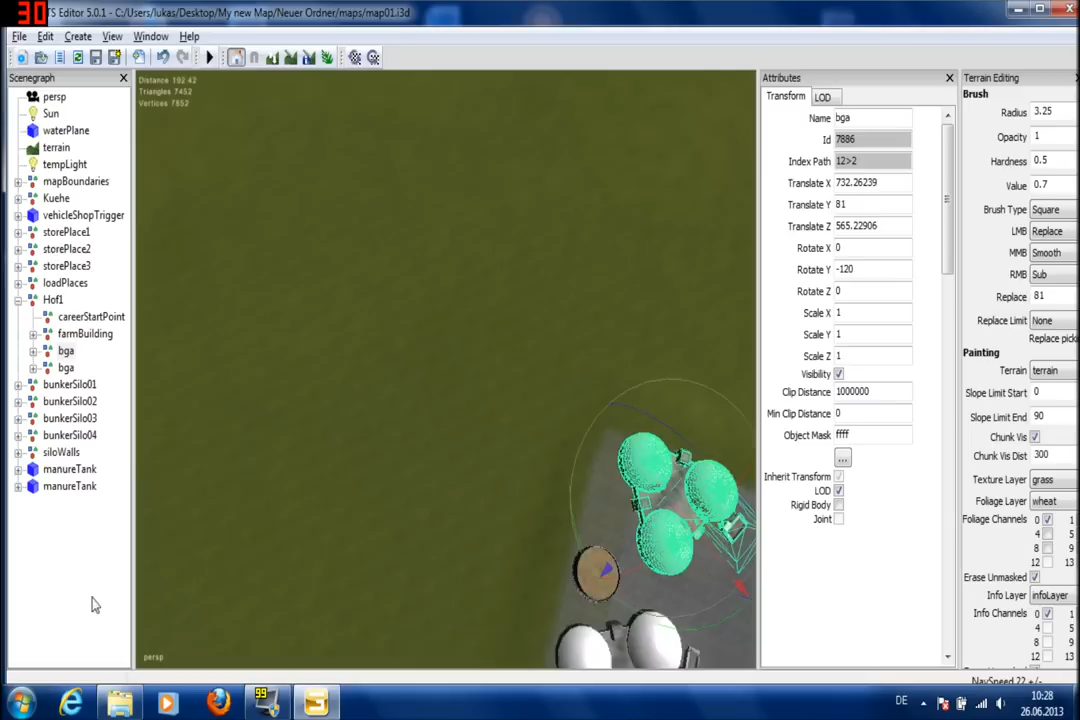 30
TS Editor 5.0.1: C:/Users/lukas/Desktop/My new Map/Neuer Ordner/maps/map01.i3d
File Edit Create View Window Help
Scenegraph
persp
Sun
waterPlane
terrain
tempLight
mapBoundaries
Kuehe
vehicleShopTrigger
storePlace1
storePlace2
storePlace3
loadPlaces
Hof1
careerStartPoint
farmBuilding
bga
bga
bunkerSilo01
bunkerSilo02
bunkerSilo03
bunkerSilo04
siloWalls
manureTank
manureTank
Distance 192.42
Triangles 7452
Vertices 7852
persp
Attributes
Transform LOD
Name bga
Id 7886
Index Path 12>2
Translate X 732.26239
Translate Y 81
Translate Z 565.22906
Rotate X 0
Rotate Y -120
Rotate Z 0
Scale X 1
Scale Y 1
Scale Z 1
Visibility
Clip Distance 1000000
Min Clip Distance 0
Object Mask ffff
...
Inherit Transform
LOD
Rigid Body
Joint
Terrain Editing
Brush
Radius 3.25
Opacity 1
Hardness 0.5
Value 0.7
Brush Type Square
LMB Replace
MMB Smooth
RMB Sub
Replace 81
Replace Limit None
Replace pick
Painting
Terrain terrain
Slope Limit Start 0
Slope Limit End 90
Chunk Vis
Chunk Vis Dist 300
Texture Layer grass
Foliage Layer wheat
Foliage Channels 0 1
4 5
8 9
12 13
Erase Unmasked
Info Layer infoLayer
Info Channels 0 1
4 5
8 9
12 13
NavSpeed 22 +/-
99
DE
10:28
26.06.2013